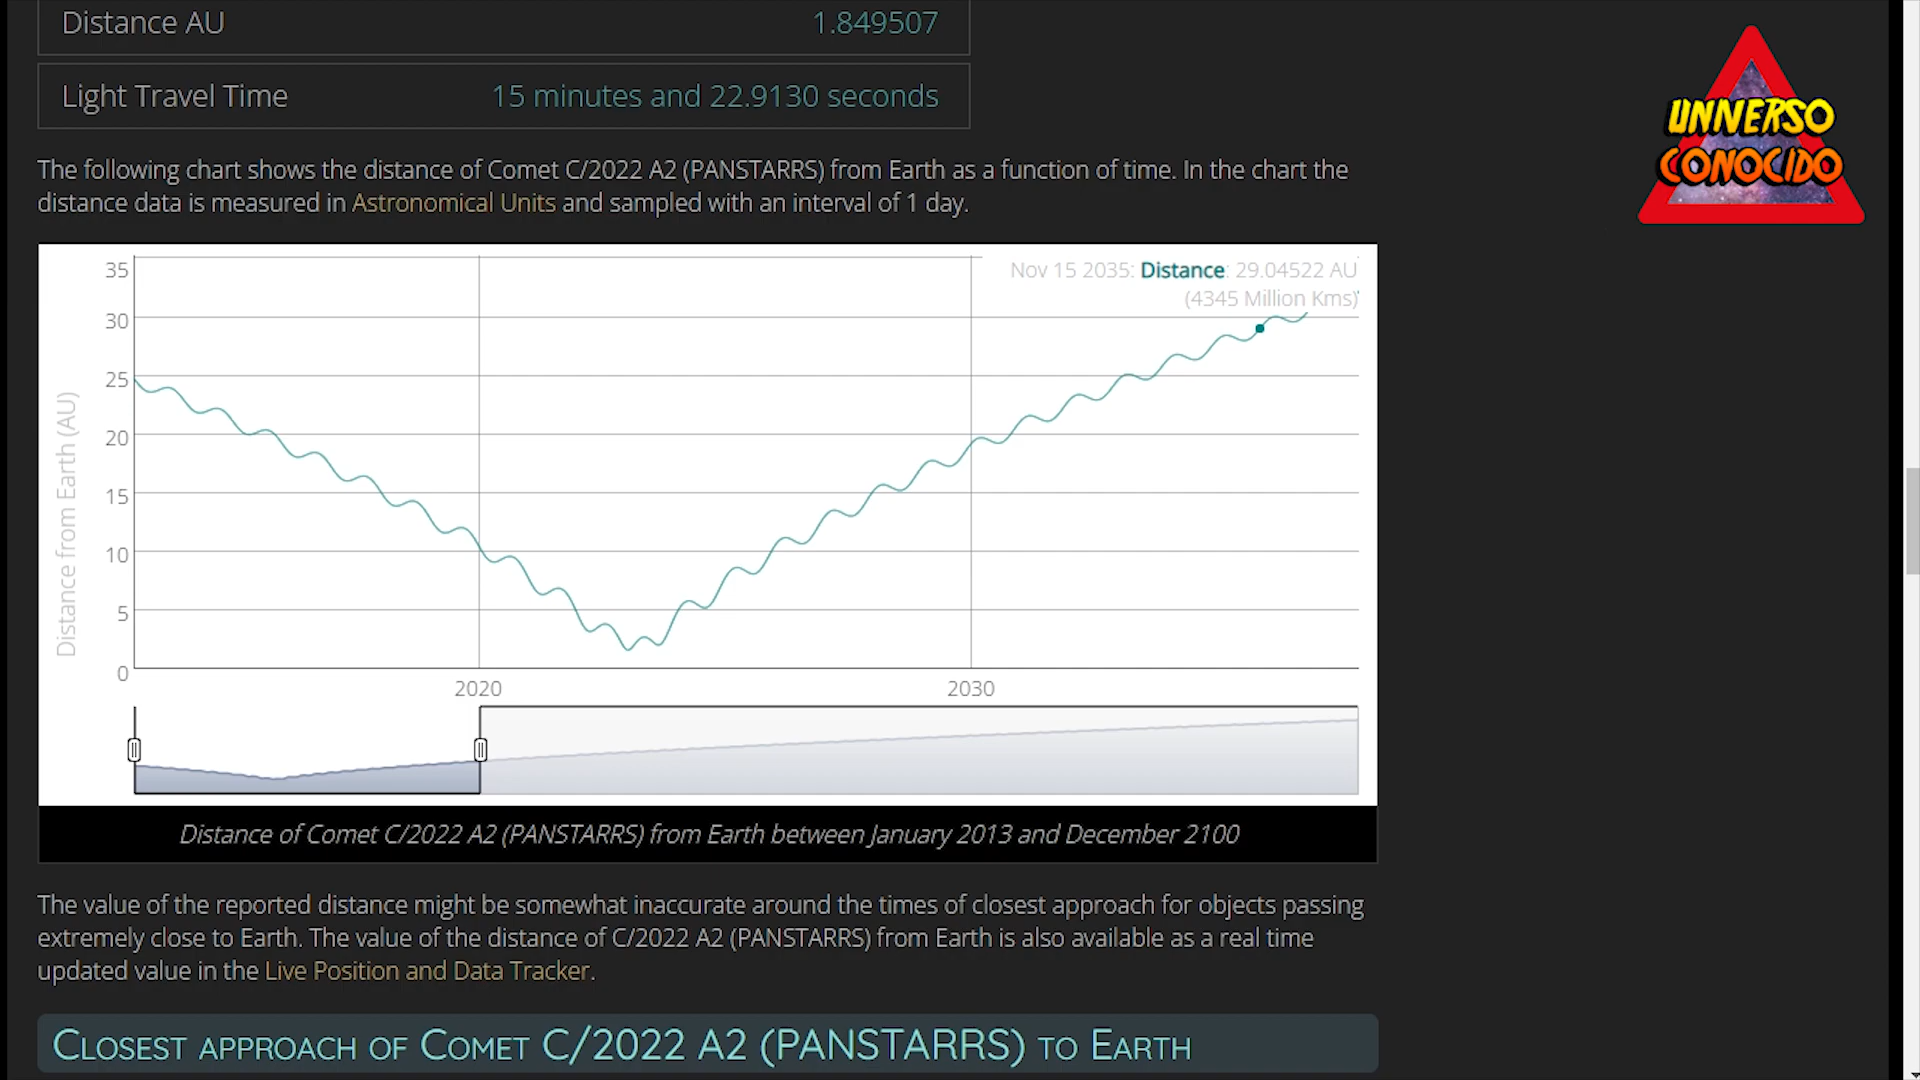 Distance AU 1.849507
Light Travel Time 15 minutes and 22.9130 seconds
UNIVERSO
CONOCIDO
The following chart shows the distance of Comet C/2022 A2 (PANSTARRS) from Earth as a function of time. In the chart the
distance data is measured in Astronomical Units and sampled with an interval of 1 day.
Nov 15 2035: Distance: 29.04522 AU
(4345 Million Kms)
Distance from Earth (AU)
35
30
25
20
15
10
5
0
2020 2030
Distance of Comet C/2022 A2 (PANSTARRS) from Earth between January 2013 and December 2100
The value of the reported distance might be somewhat inaccurate around the times of closest approach for objects passing
extremely close to Earth. The value of the distance of C/2022 A2 (PANSTARRS) from Earth is also available as a real time
updated value in the Live Position and Data Tracker.
CLOSEST APPROACH OF COMET C/2022 A2 (PANSTARRS) TO EARTH